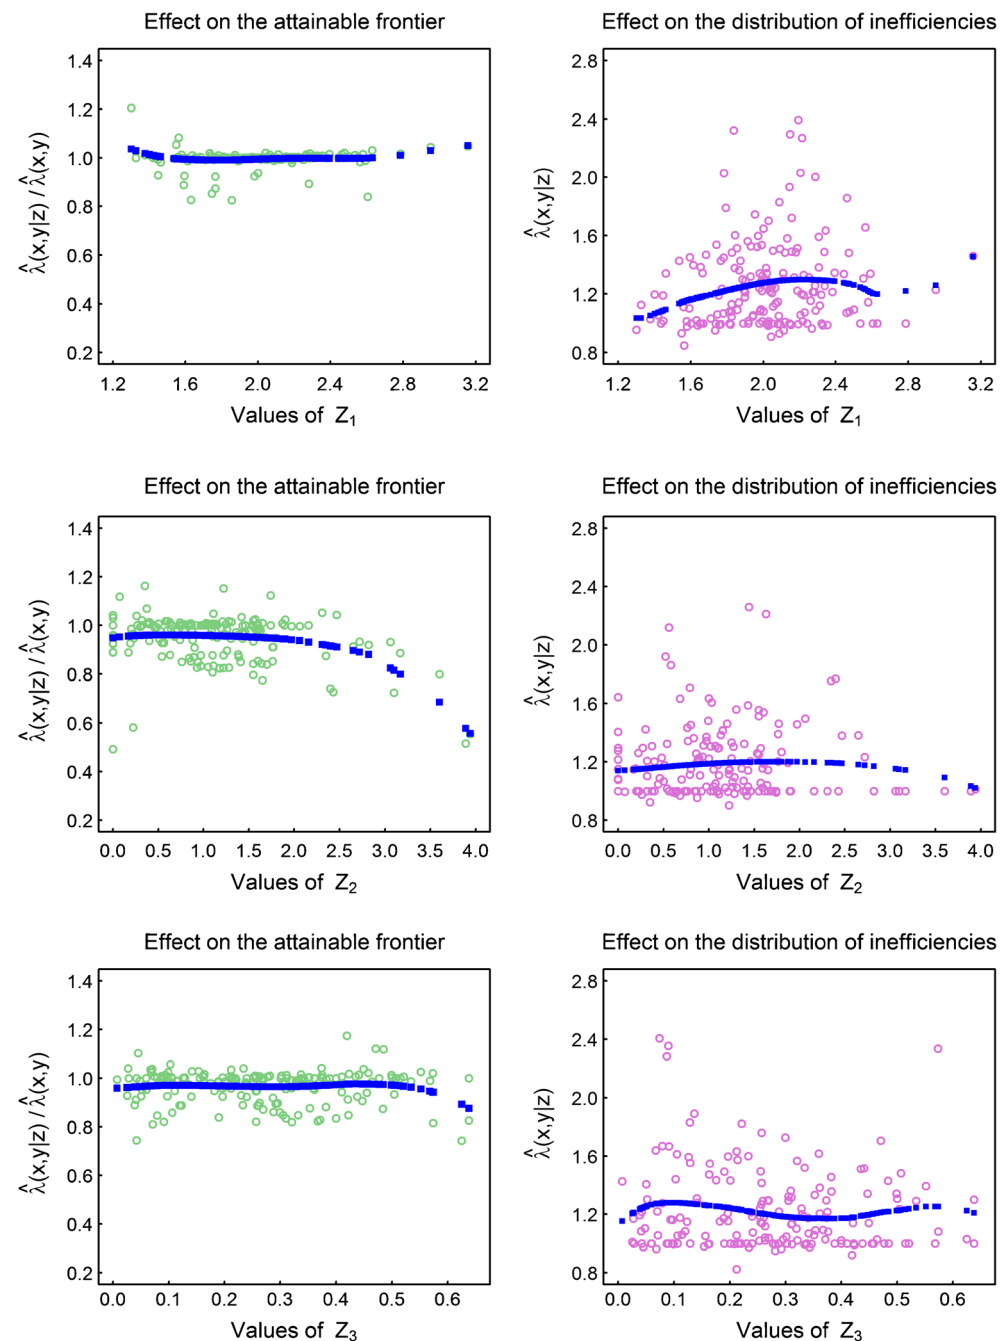 Effect on the attainable frontier
1.4
1.2
1.0
0.8
0.6
0.4
0.2
λ̂(x,y|z) / λ̂(x,y)
1.2 1.6 2.0 2.4 2.8 3.2
Values of Z₁
Effect on the distribution of inefficiencies
2.8
2.4
2.0
1.6
1.2
0.8
λ̂(x,y|z)
1.2 1.6 2.0 2.4 2.8 3.2
Values of Z₁
Effect on the attainable frontier
1.4
1.2
1.0
0.8
0.6
0.4
0.2
λ̂(x,y|z) / λ̂(x,y)
0.0 0.5 1.0 1.5 2.0 2.5 3.0 3.5 4.0
Values of Z₂
Effect on the distribution of inefficiencies
2.8
2.4
2.0
1.6
1.2
0.8
λ̂(x,y|z)
0.0 0.5 1.0 1.5 2.0 2.5 3.0 3.5 4.0
Values of Z₂
Effect on the attainable frontier
1.4
1.2
1.0
0.8
0.6
0.4
0.2
λ̂(x,y|z) / λ̂(x,y)
0.0 0.1 0.2 0.3 0.4 0.5 0.6
Values of Z₃
Effect on the distribution of inefficiencies
2.8
2.4
2.0
1.6
1.2
0.8
λ̂(x,y|z)
0.0 0.1 0.2 0.3 0.4 0.5 0.6
Values of Z₃